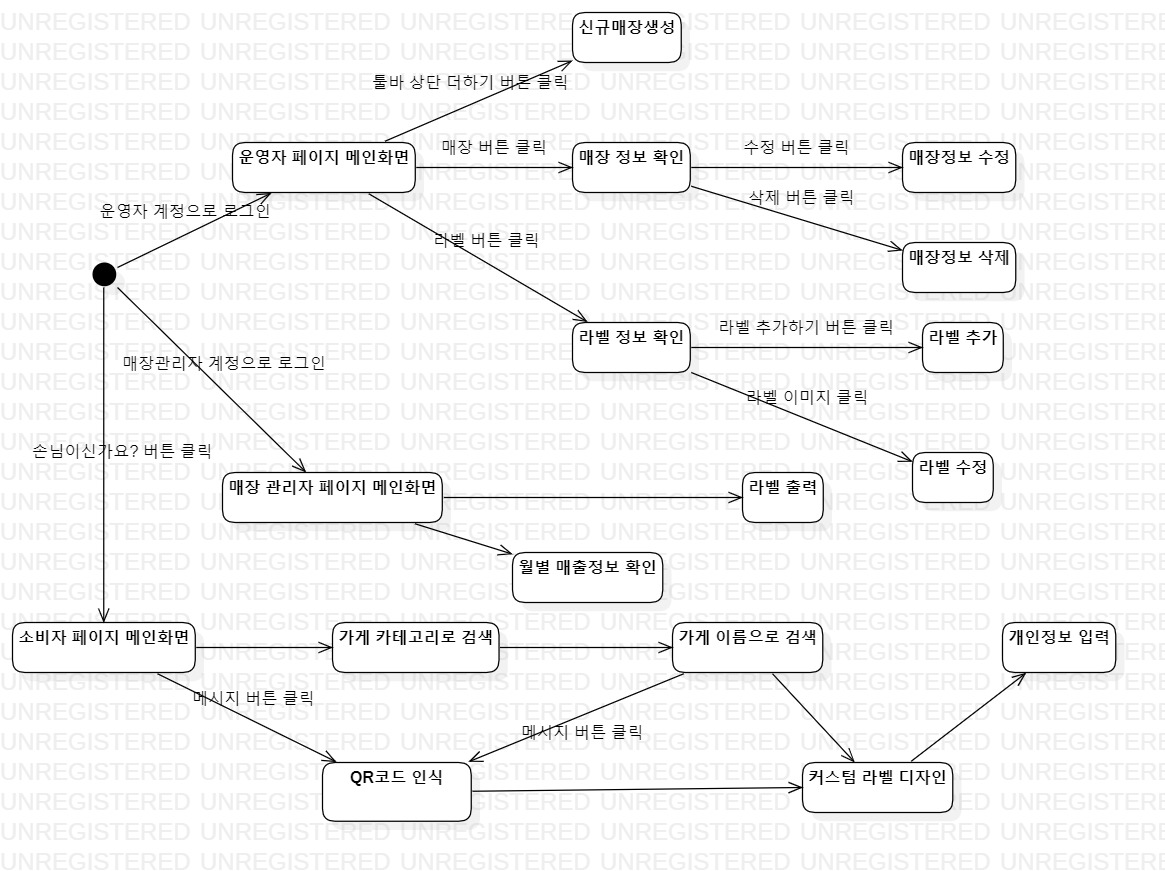 신규매장생성
툴바 상단 더하기 버튼 클릭
운영자 페이지 메인화면
매장 버튼 클릭
매장 정보 확인
수정 버튼 클릭
매장정보 수정
삭제 버튼 클릭
운영자 계정으로 로그인
라벨 버튼 클릭
매장정보 삭제
라벨 정보 확인
라벨 추가하기 버튼 클릭
라벨 추가
매장관리자 계정으로 로그인
라벨 이미지 클릭
손님이신가요? 버튼 클릭
라벨 수정
매장 관리자 페이지 메인화면
라벨 출력
월별 매출정보 확인
소비자 페이지 메인화면
가게 카테고리로 검색
가게 이름으로 검색
개인정보 입력
메시지 버튼 클릭
메시지 버튼 클릭
QR코드 인식
커스텀 라벨 디자인
UNREGISTERED